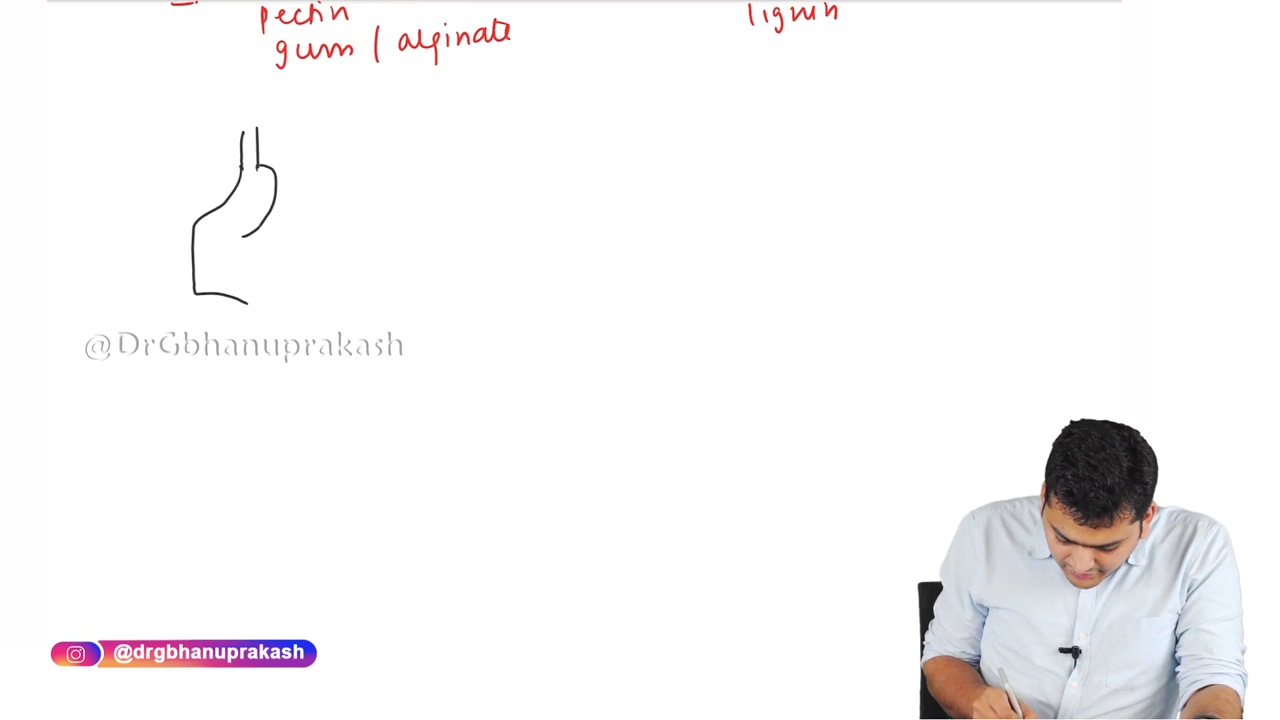 pectin
lignin
gum / alginate
@DrGbhanuprakash
@drgbhanuprakash